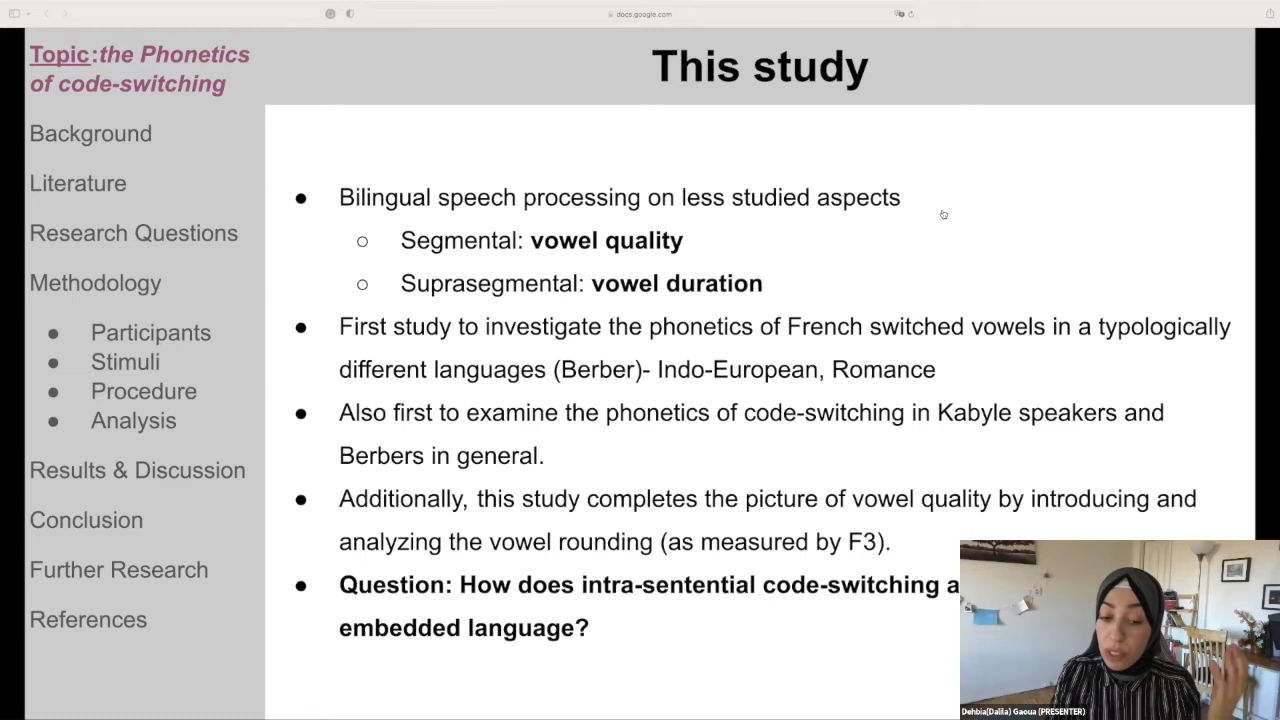 docs.google.com
Topic:the Phonetics
of code-switching
This study
Background
Literature
Research Questions
Methodology
● Participants
● Stimuli
● Procedure
● Analysis
Results & Discussion
Conclusion
Further Research
References
● Bilingual speech processing on less studied aspects
○ Segmental: vowel quality
○ Suprasegmental: vowel duration
● First study to investigate the phonetics of French switched vowels in a typologically
different languages (Berber)- Indo-European, Romance
● Also first to examine the phonetics of code-switching in Kabyle speakers and
Berbers in general.
● Additionally, this study completes the picture of vowel quality by introducing and
analyzing the vowel rounding (as measured by F3).
● Question: How does intra-sentential code-switching a
embedded language?
Dehbia(Dalila) Gaoua (PRESENTER)